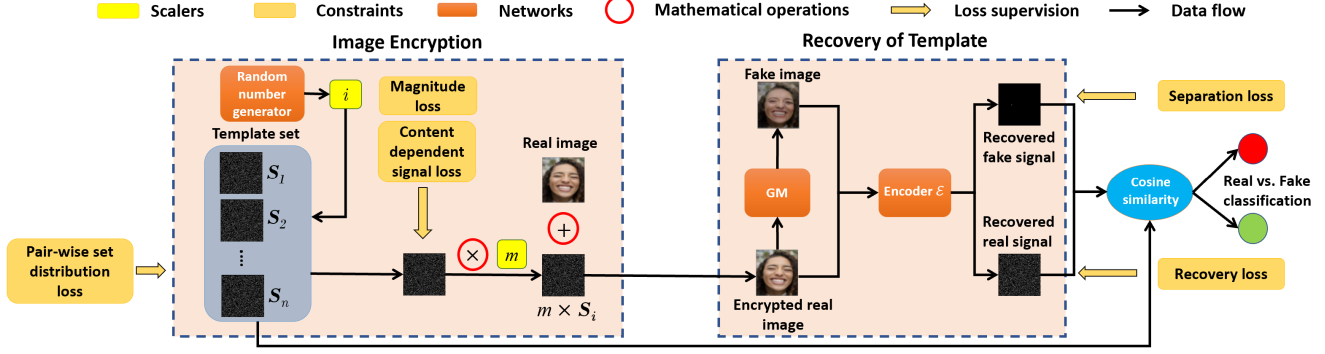 Scalers
Constraints
Networks
Mathematical operations
Loss supervision
Data flow
Image Encryption
Recovery of Template
Random
number
generator
i
Magnitude
loss
Content
dependent
signal loss
Template set
S1
S2
Sn
Real image
+
×
m
m × Si
Pair-wise set
distribution
loss
Fake image
GM
Encrypted real
image
Encoder ℰ
Recovered
fake signal
Recovered
real signal
Separation loss
Recovery loss
Cosine
similarity
Real vs. Fake
classification